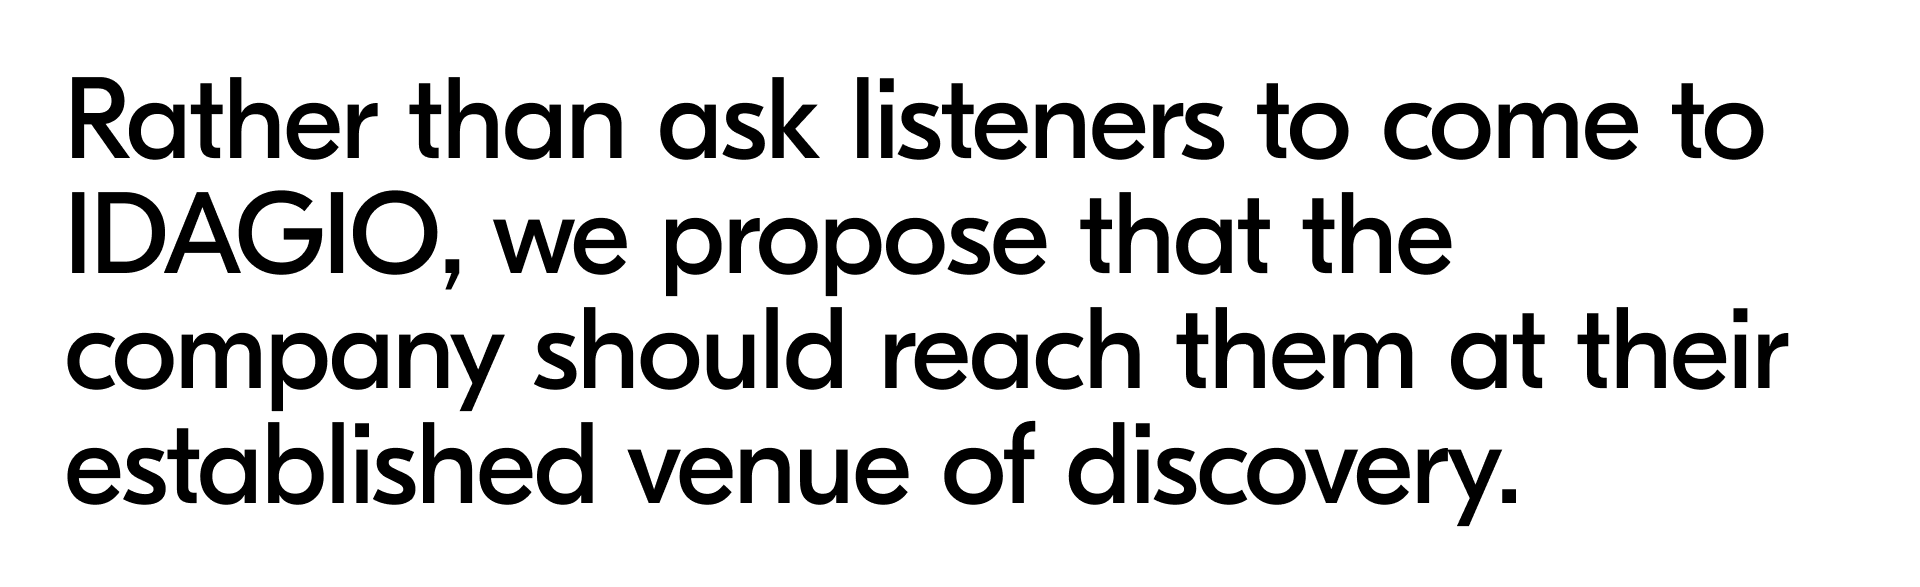 Rather than ask listeners to come to
IDAGIO, we propose that the
company should reach them at their
established venue of discovery.